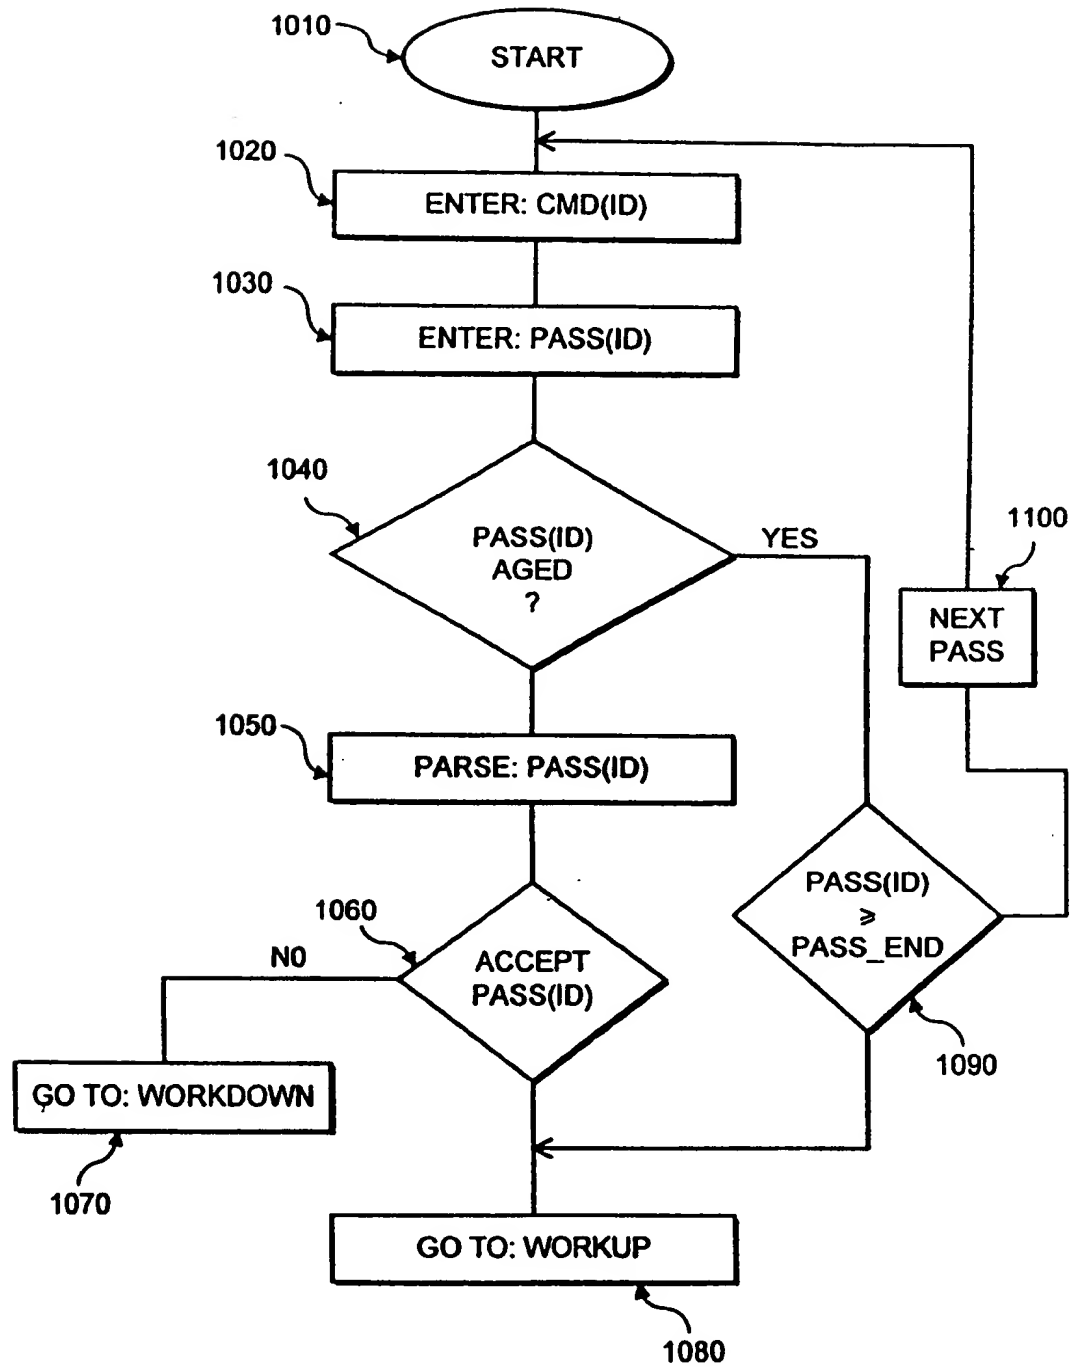 1010
START
1020
ENTER: CMD(ID)
1030
ENTER: PASS(ID)
1040
PASS(ID)
AGED
?
YES
1100
NEXT
PASS
1050
PARSE: PASS(ID)
PASS(ID)
≥
PASS_END
1090
1060
ACCEPT
PASS(ID)
NO
GO TO: WORKDOWN
1070
GO TO: WORKUP
1080